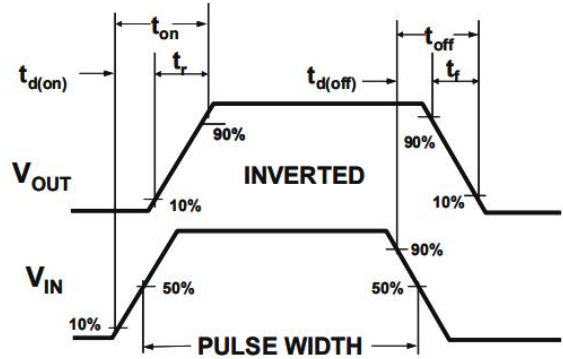 ton toff
td(on) tr td(off) tf
90% 90%
VOUT INVERTED
10% 10%
90%
VIN 50% 50%
10%
PULSE WIDTH